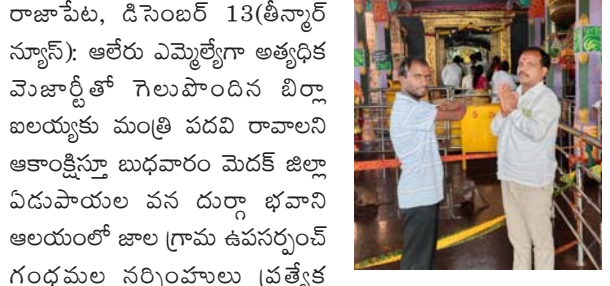 రాజాపేట, డిసెంబర్ 13(తీన్మార్
న్యూస్): ఆలేరు ఎమ్మెల్యేగా అత్యధిక
మెజార్టీతో గెలుపొందిన బిర్లా
ఐలయ్యకు మంత్రి పదవి రావాలని
ఆకాంక్షిస్తూ బుధవారం మెదక్ జిల్లా
ఏడుపాయల వన దుర్గా భవాని
ఆలయంలో జాల గ్రామ ఉపసర్పంచ్
గంధమల నర్సింహులు ప్రత్యేక